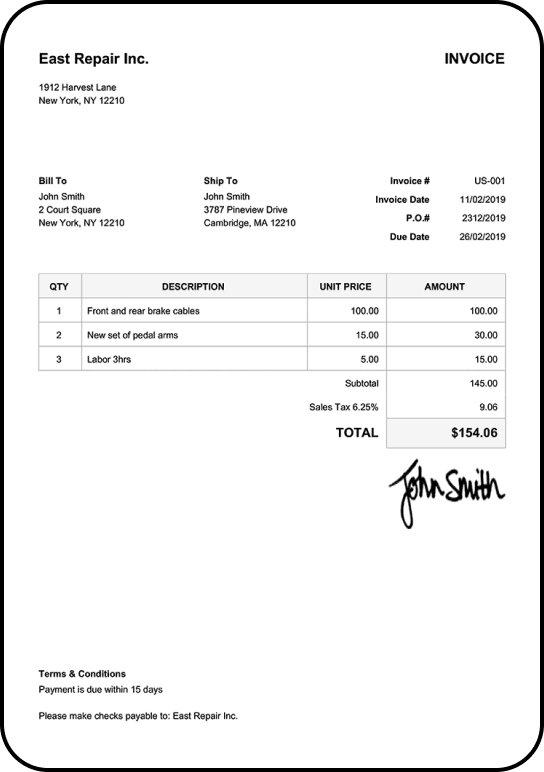 East Repair Inc. INVOICE
1912 Harvest Lane
New York, NY 12210
Bill To Ship To Invoice # US-001
John Smith John Smith Invoice Date 11/02/2019
2 Court Square 3787 Pineview Drive P.O.# 2312/2019
New York, NY 12210 Cambridge, MA 12210 Due Date 26/02/2019
QTY DESCRIPTION UNIT PRICE AMOUNT
1 Front and rear brake cables 100.00 100.00
2 New set of pedal arms 15.00 30.00
3 Labor 3hrs 5.00 15.00
Subtotal 145.00
Sales Tax 6.25% 9.06
TOTAL $154.06
John Smith
Terms & Conditions
Payment is due within 15 days
Please make checks payable to: East Repair Inc.